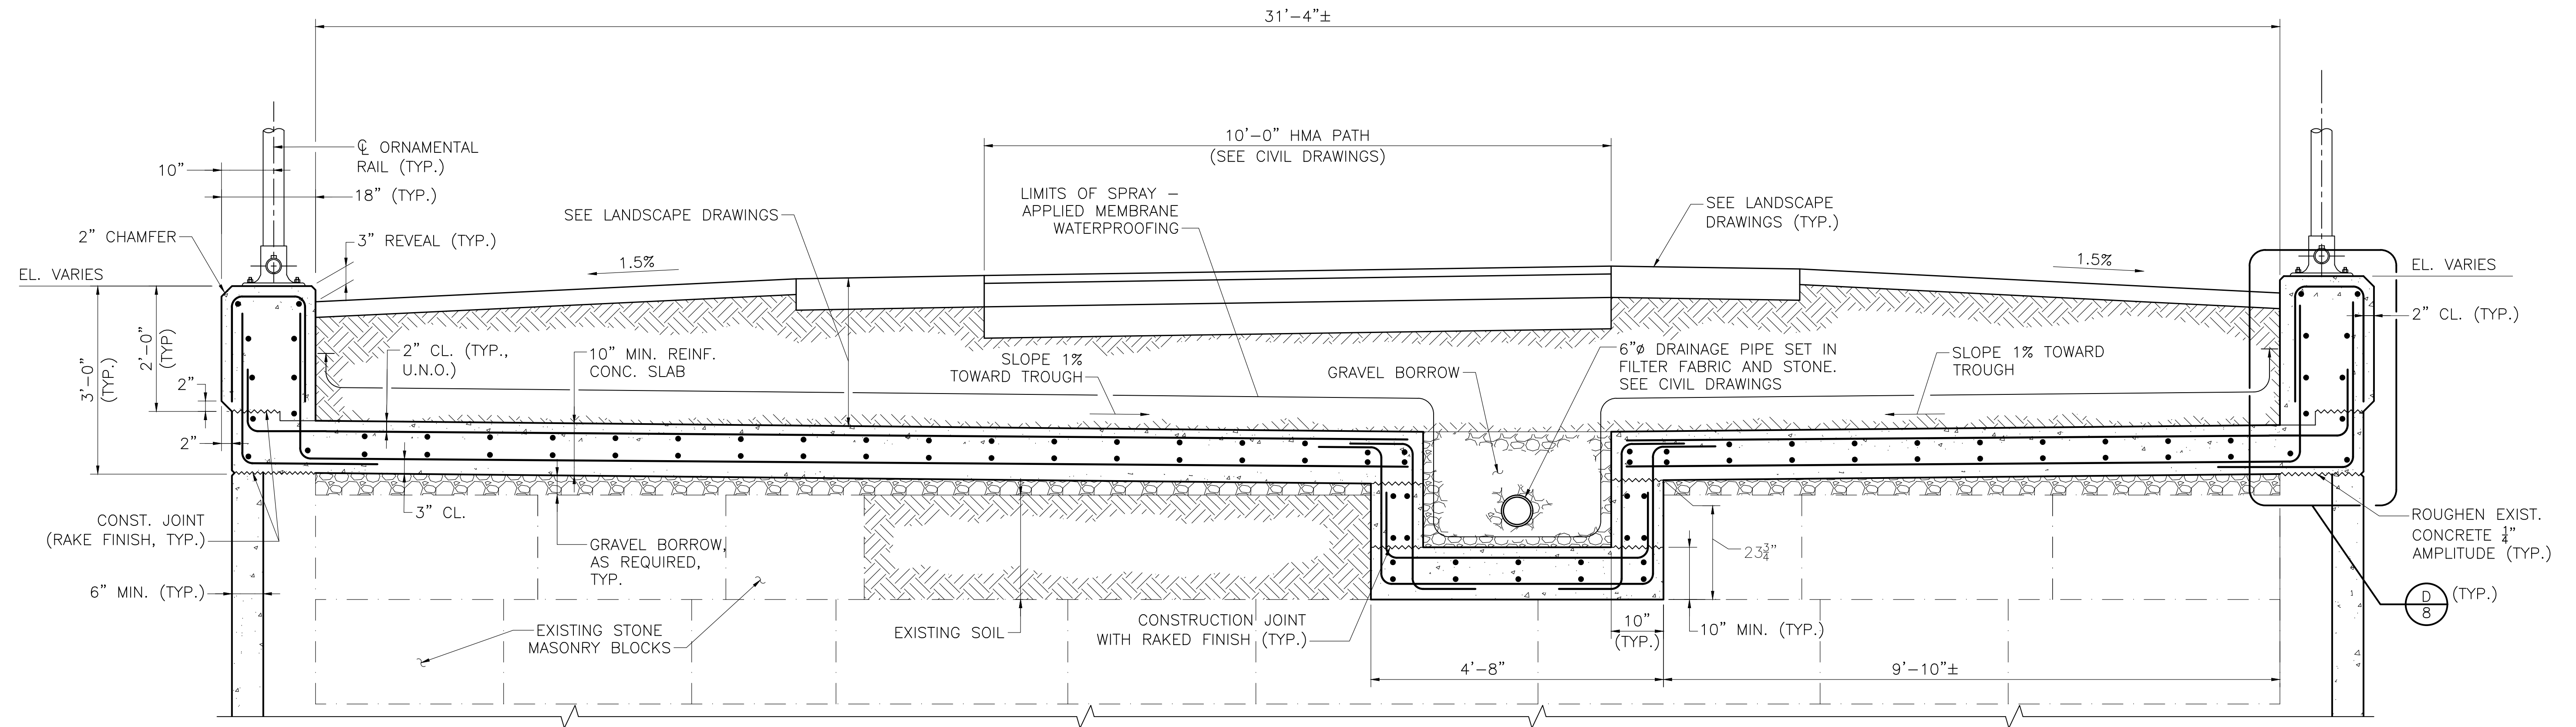 31'-4"±
10'-0" HMA PATH
(SEE CIVIL DRAWINGS)
℄ ORNAMENTAL
RAIL (TYP.)
10"
18" (TYP.)
2" CHAMFER
3" REVEAL (TYP.)
SEE LANDSCAPE DRAWINGS
LIMITS OF SPRAY –
APPLIED MEMBRANE
WATERPROOFING
SEE LANDSCAPE
DRAWINGS (TYP.)
EL. VARIES
1.5%
1.5%
EL. VARIES
2" CL. (TYP.)
3'-0"
(TYP.)
2'-0"
(TYP)
2"
2"
2" CL. (TYP.,
U.N.O.)
10" MIN. REINF.
CONC. SLAB
SLOPE 1%
TOWARD TROUGH
GRAVEL BORROW
6"ø DRAINAGE PIPE SET IN
FILTER FABRIC AND STONE.
SEE CIVIL DRAWINGS
SLOPE 1% TOWARD
TROUGH
3" CL.
CONST. JOINT
(RAKE FINISH, TYP.)
GRAVEL BORROW,
AS REQUIRED,
TYP.
6" MIN. (TYP.)
EXISTING STONE
MASONRY BLOCKS
EXISTING SOIL
CONSTRUCTION JOINT
WITH RAKED FINISH (TYP.)
23¾"
10"
(TYP.)
10" MIN. (TYP.)
4'-8"
9'-10"±
ROUGHEN EXIST.
CONCRETE ¼"
AMPLITUDE (TYP.)
D
8
(TYP.)